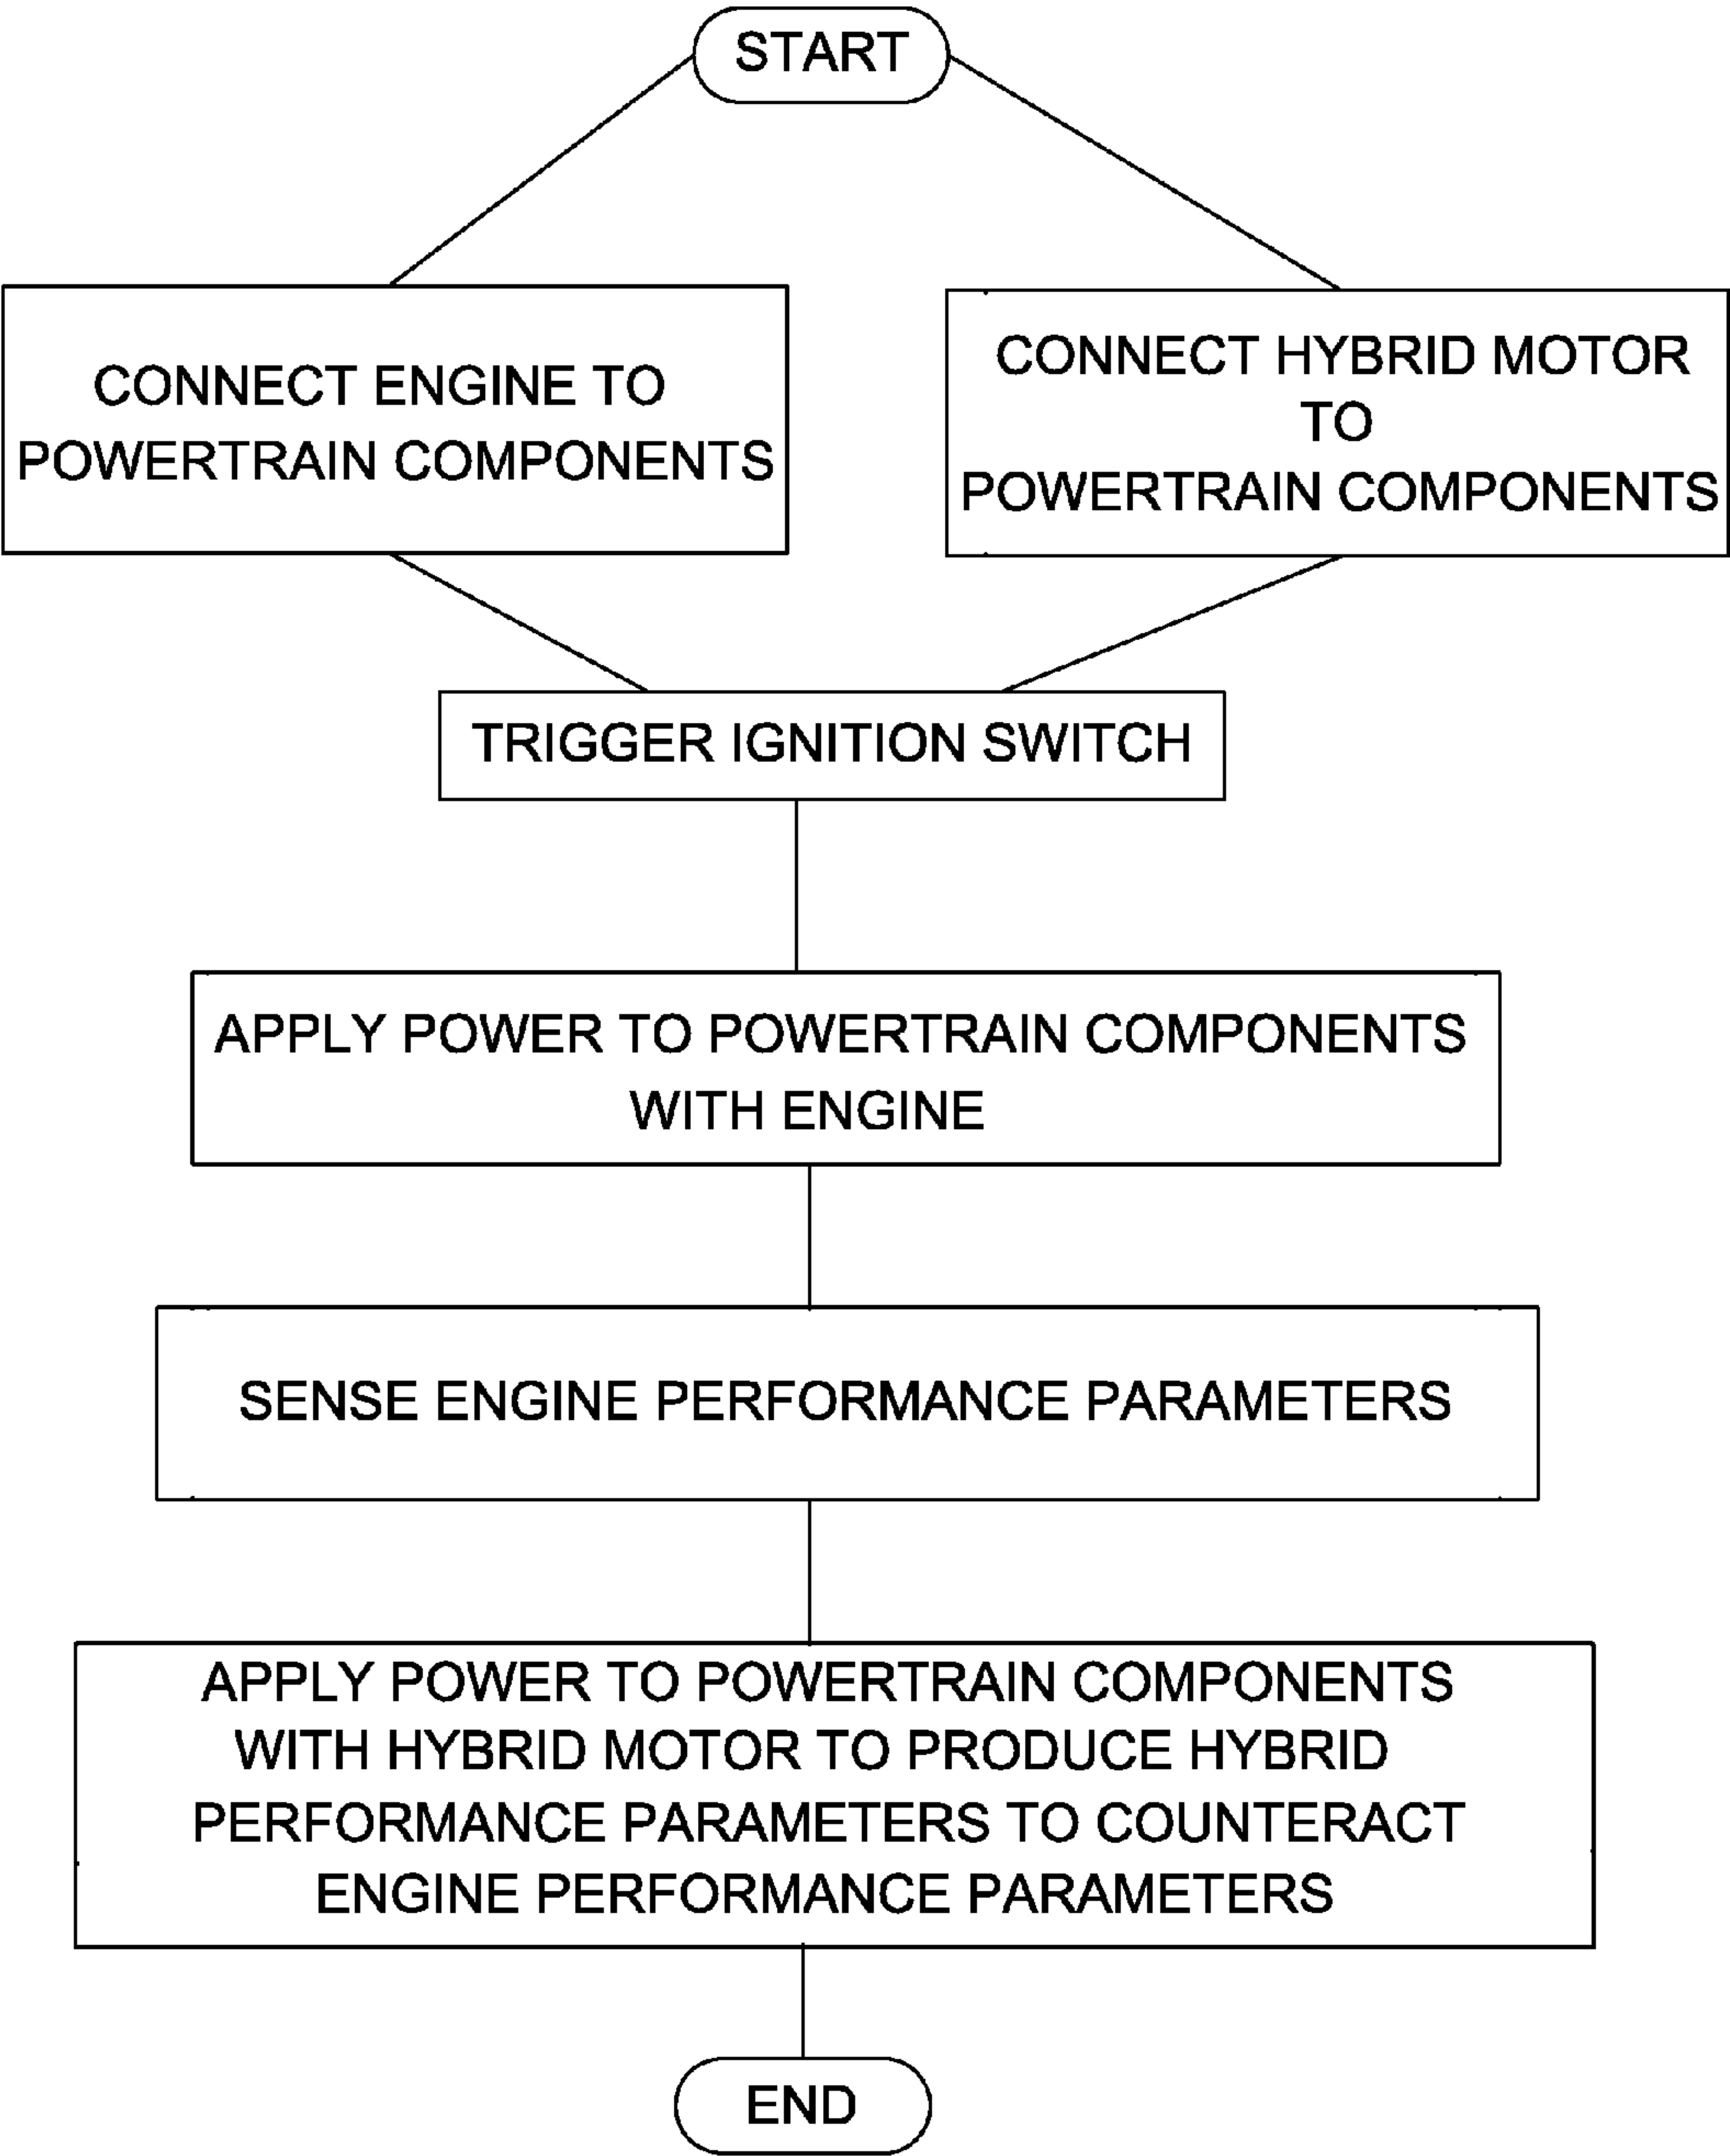 START
CONNECT ENGINE TO
POWERTRAIN COMPONENTS
CONNECT HYBRID MOTOR
TO
POWERTRAIN COMPONENTS
TRIGGER IGNITION SWITCH
APPLY POWER TO POWERTRAIN COMPONENTS
WITH ENGINE
SENSE ENGINE PERFORMANCE PARAMETERS
APPLY POWER TO POWERTRAIN COMPONENTS
WITH HYBRID MOTOR TO PRODUCE HYBRID
PERFORMANCE PARAMETERS TO COUNTERACT
ENGINE PERFORMANCE PARAMETERS
END